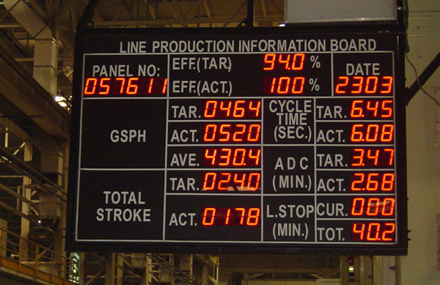 LINE PRODUCTION INFORMATION BOARD
PANEL NO: EFF.(TAR) 94.0 % DATE
057611 EFF.(ACT.) 100 % 2303
GSPH TAR. 0464 CYCLE TIME (SEC.) TAR. 6.45
ACT. 0520 ACT. 6.08
AVE. 430.4 A D C (MIN.) TAR. 3.47
TOTAL STROKE TAR. 0240 ACT. 2.68
ACT. 0178 L.STOP (MIN.) CUR. 0.0.0
TOT. 40.2